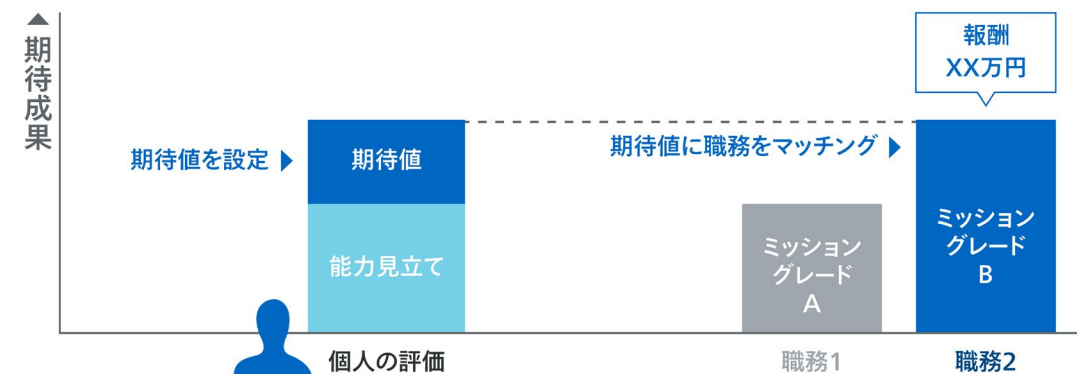 ▲
期待成果
報酬
XX万円
期待値を設定 ▶
期待値
期待値に職務をマッチング ▶
能力見立て
ミッション
グレード
A
ミッション
グレード
B
個人の評価
職務1
職務2